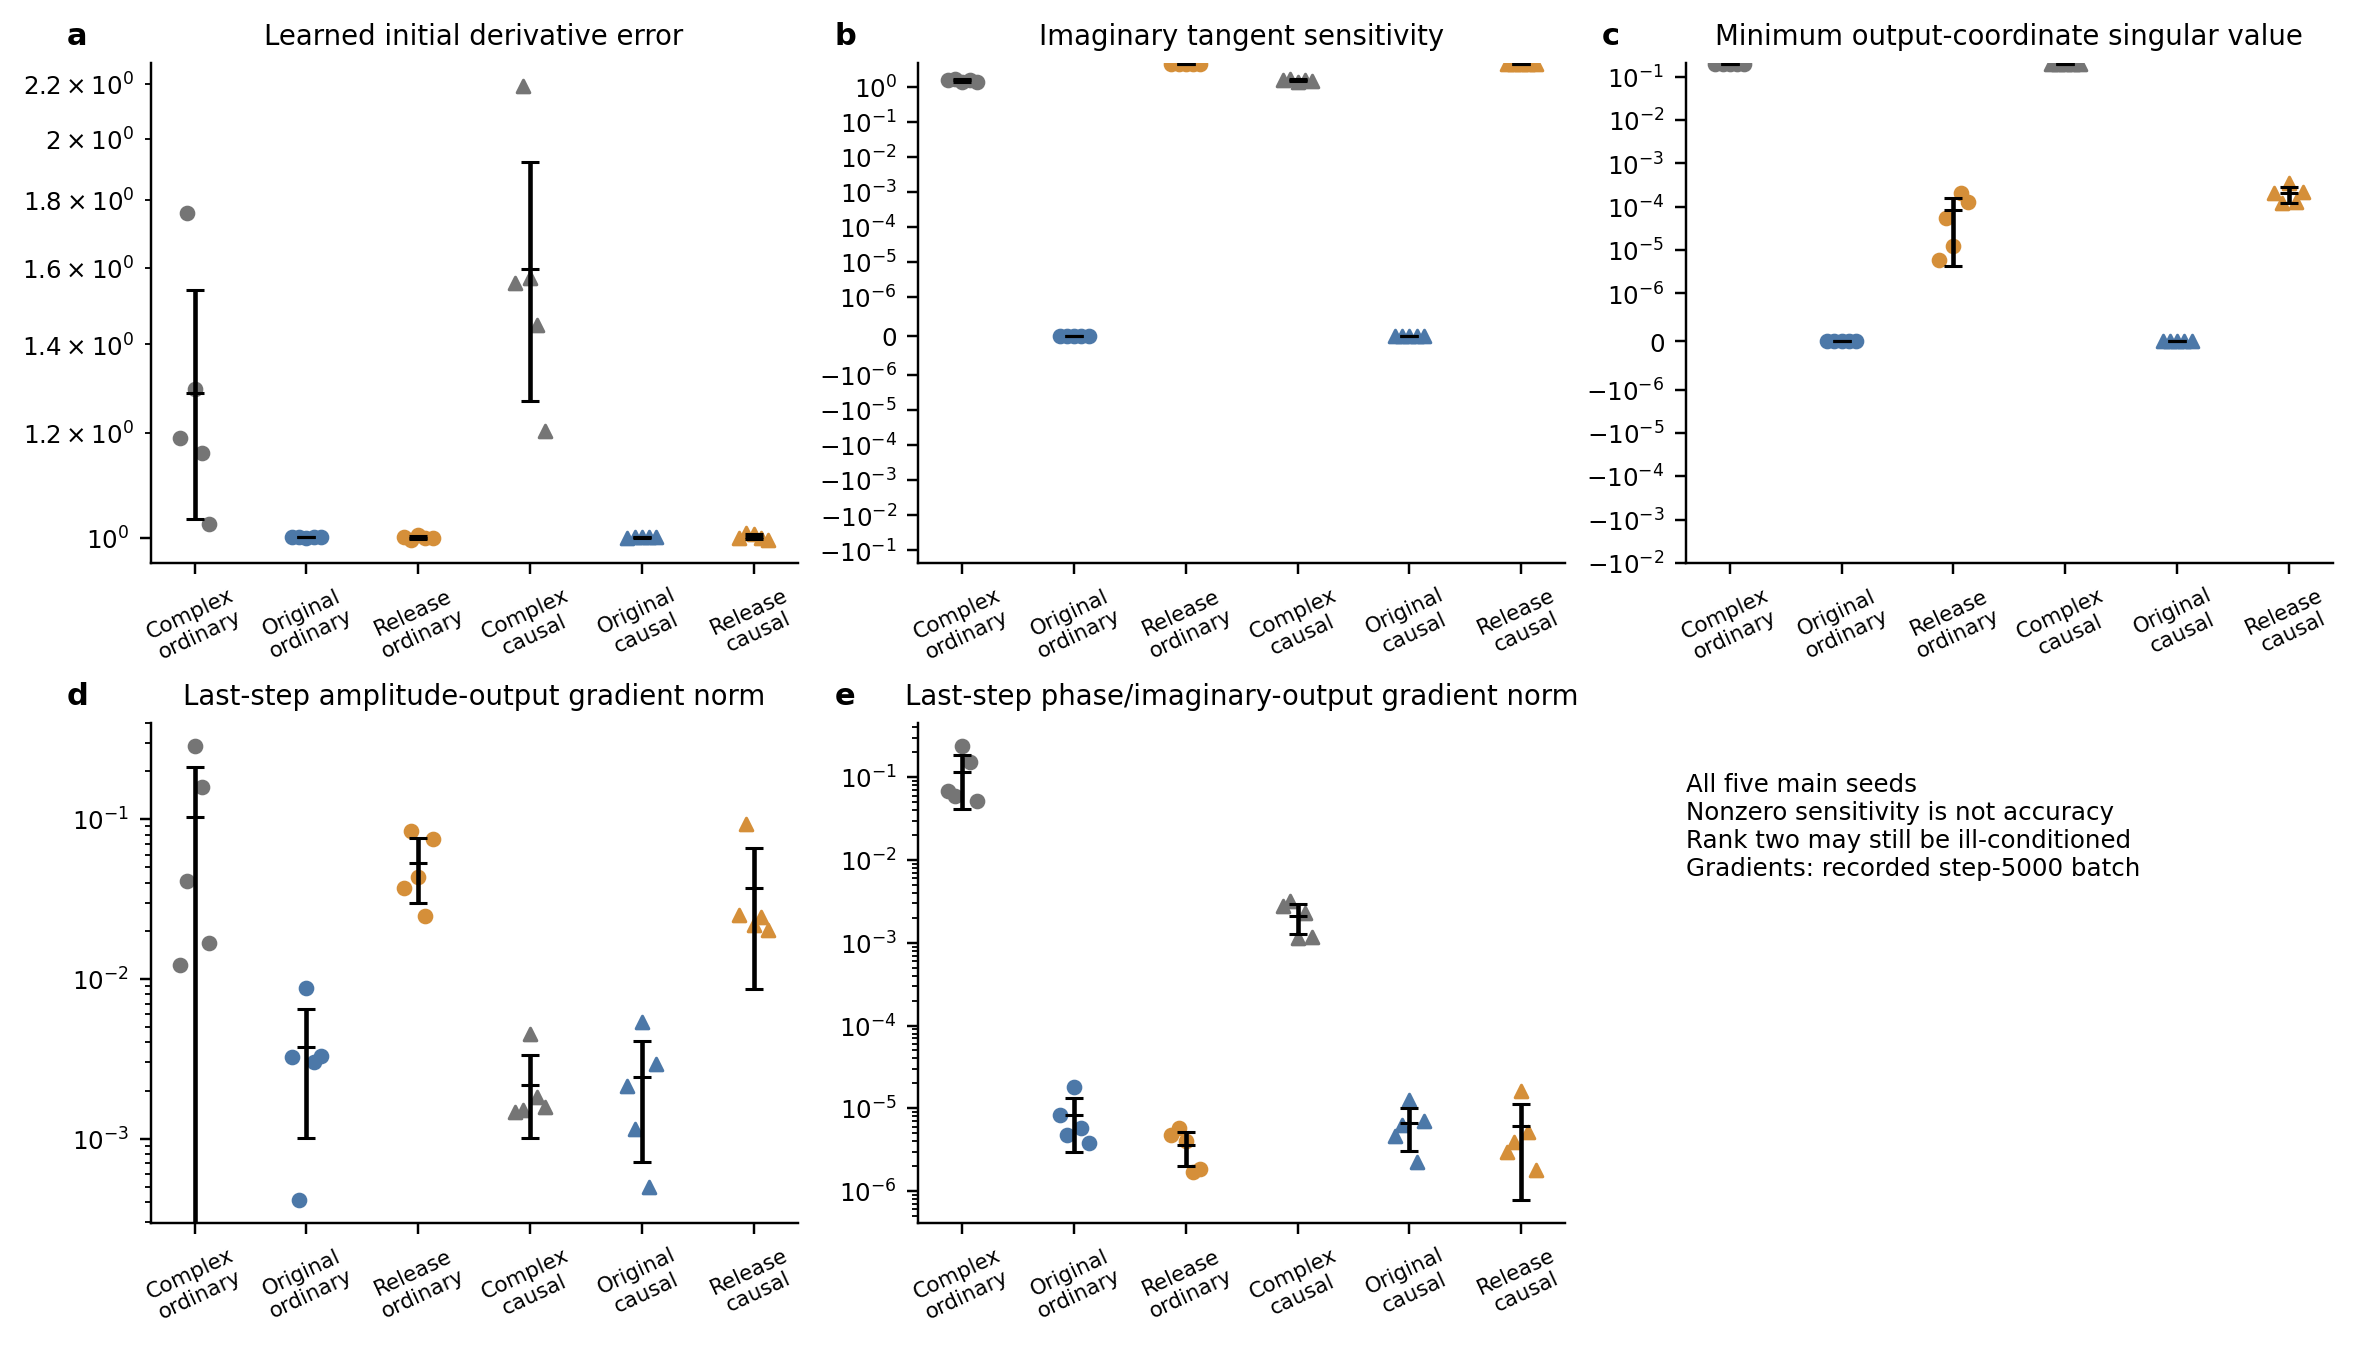 a Learned initial derivative error
2.2 × 10⁰
2 × 10⁰
1.8 × 10⁰
1.6 × 10⁰
1.4 × 10⁰
1.2 × 10⁰
10⁰
Complex
ordinary
Original
ordinary
Release
ordinary
Complex
causal
Original
causal
Release
causal
b Imaginary tangent sensitivity
10⁰
10⁻¹
10⁻²
10⁻³
10⁻⁴
10⁻⁵
10⁻⁶
0
−10⁻⁶
−10⁻⁵
−10⁻⁴
−10⁻³
−10⁻²
−10⁻¹
Complex
ordinary
Original
ordinary
Release
ordinary
Complex
causal
Original
causal
Release
causal
c Minimum output-coordinate singular value
10⁻¹
10⁻²
10⁻³
10⁻⁴
10⁻⁵
10⁻⁶
0
−10⁻⁶
−10⁻⁵
−10⁻⁴
−10⁻³
−10⁻²
Complex
ordinary
Original
ordinary
Release
ordinary
Complex
causal
Original
causal
Release
causal
d Last-step amplitude-output gradient norm
10⁻¹
10⁻²
10⁻³
Complex
ordinary
Original
ordinary
Release
ordinary
Complex
causal
Original
causal
Release
causal
e Last-step phase/imaginary-output gradient norm
10⁻¹
10⁻²
10⁻³
10⁻⁴
10⁻⁵
10⁻⁶
Complex
ordinary
Original
ordinary
Release
ordinary
Complex
causal
Original
causal
Release
causal
All five main seeds
Nonzero sensitivity is not accuracy
Rank two may still be ill-conditioned
Gradients: recorded step-5000 batch